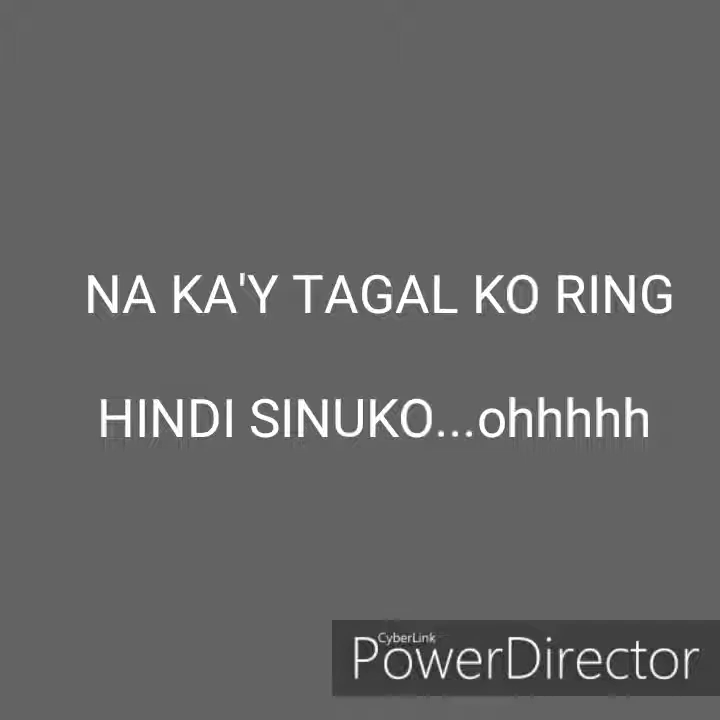 NA KA'Y TAGAL KO RING
HINDI SINUKO...ohhhhh
CyberLink
PowerDirector